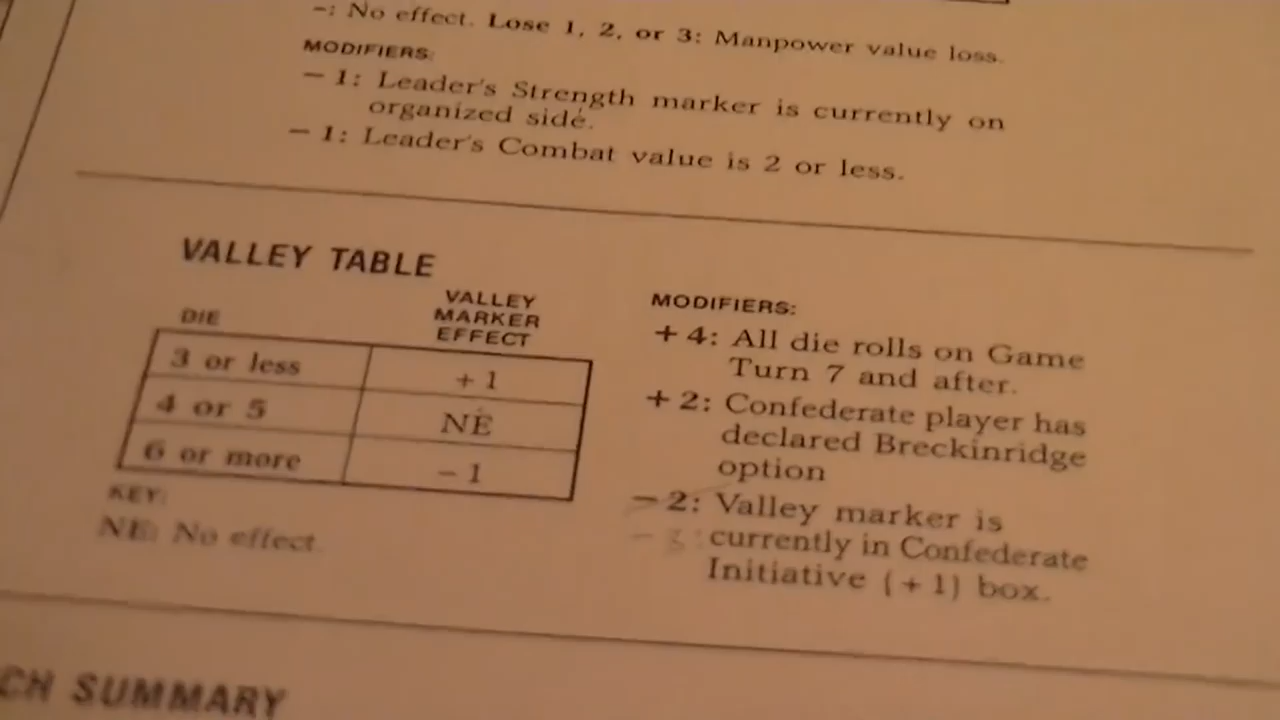 –: No effect. Lose 1, 2, or 3: Manpower value loss.
MODIFIERS:
– 1: Leader's Strength marker is currently on
organized side.
– 1: Leader's Combat value is 2 or less.
VALLEY TABLE
DIE
VALLEY
MARKER
EFFECT
3 or less
+ 1
4 or 5
NE
6 or more
– 1
KEY:
NE: No effect.
MODIFIERS:
+ 4: All die rolls on Game
Turn 7 and after.
+ 2: Confederate player has
declared Breckinridge
option
– 2: Valley marker is
currently in Confederate
Initiative (+ 1) box.
CH SUMMARY